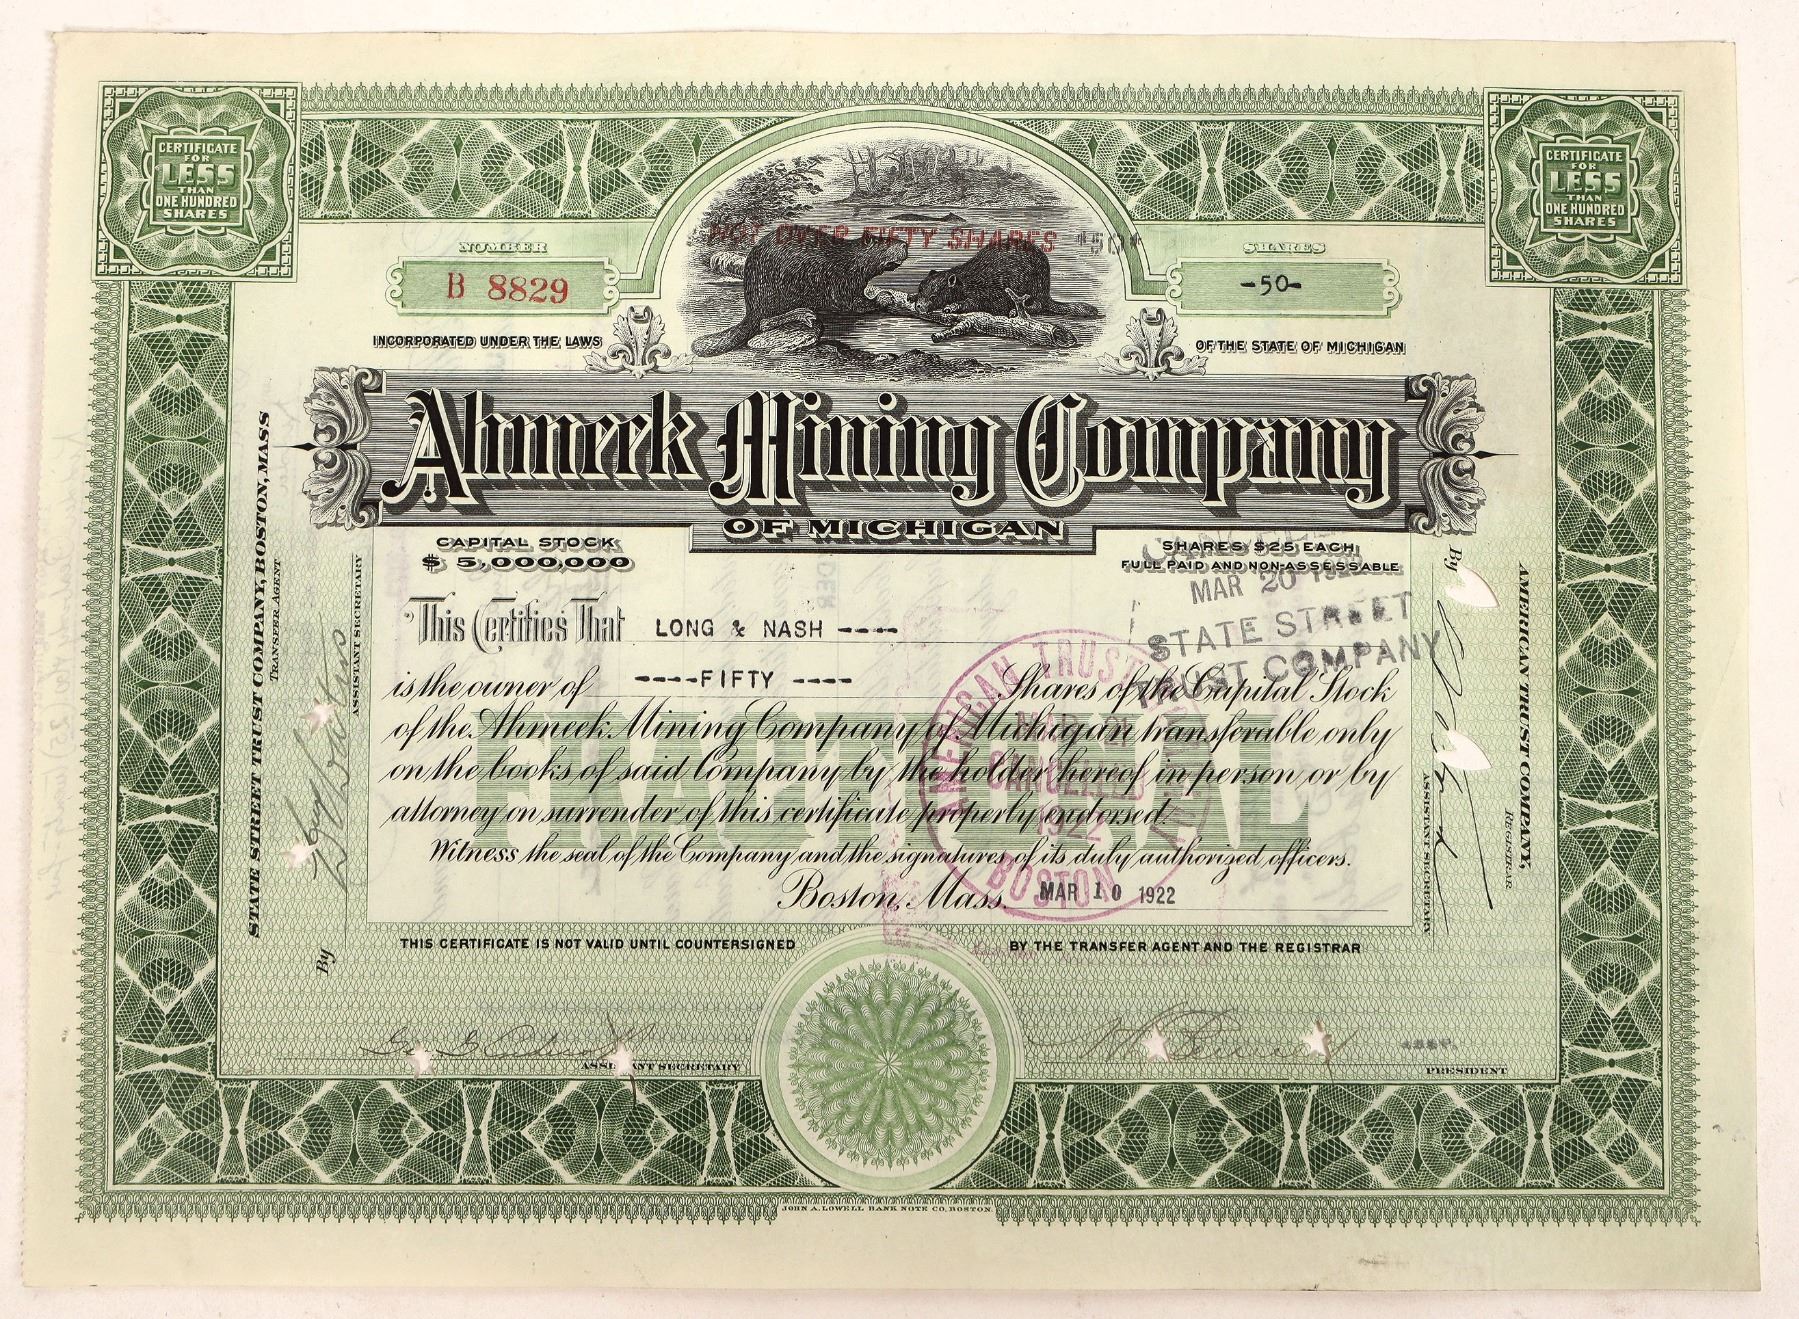 CERTIFICATE
FOR
LESS
THAN
ONE HUNDRED
SHARES
CERTIFICATE
FOR
LESS
THAN
ONE HUNDRED
SHARES
NOT OVER FIFTY SHARES *50*
NUMBER
B 8829
SHARES
-50-
INCORPORATED UNDER THE LAWS
OF THE STATE OF MICHIGAN
Ahmeek Mining Company
OF MICHIGAN
CAPITAL STOCK
$ 5,000,000
SHARES $25 EACH
FULL PAID AND NON-ASSESSABLE
MAR 20
STATE STREET
TRUST COMPANY
This Certifies That LONG & NASH ----
is the owner of ----FIFTY ---- Shares of the Capital Stock
of the Ahmeek Mining Company of Michigan transferable only
on the books of said Company by the holder hereof in person or by
attorney on surrender of this certificate properly endorsed.
Witness the seal of the Company and the signatures of its duly authorized officers.
Boston, Mass. MAR 10 1922
FRACTIONAL
AMERICAN TRUST COMPANY
MAR 21
CANCELLED
1922
BOSTON
THIS CERTIFICATE IS NOT VALID UNTIL COUNTERSIGNED
BY THE TRANSFER AGENT AND THE REGISTRAR
STATE STREET TRUST COMPANY, BOSTON, MASS
TRANSFER AGENT
By
ASSISTANT SECRETARY
AMERICAN TRUST COMPANY,
REGISTRAR
By
ASSISTANT SECRETARY
ASSISTANT SECRETARY
PRESIDENT
JOHN A. LOWELL BANK NOTE CO. BOSTON.